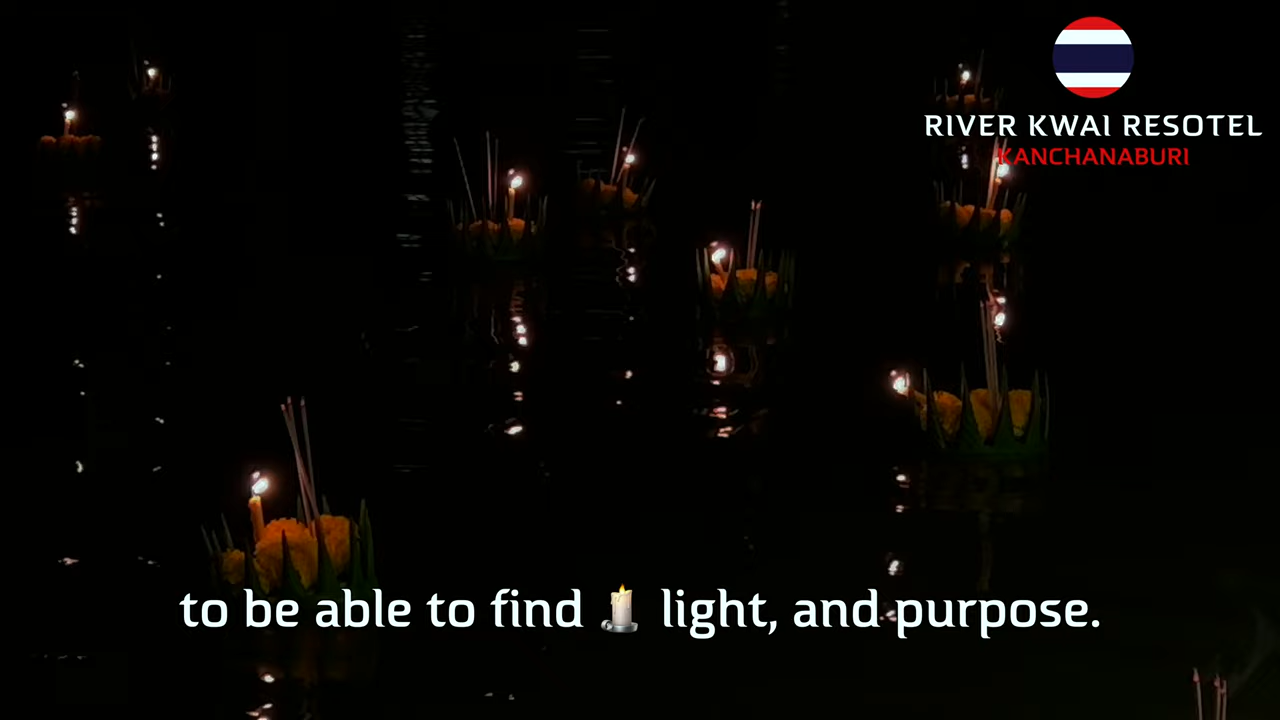 RIVER KWAI RESOTEL
KANCHANABURI
to be able to find 🕯️ light, and purpose.